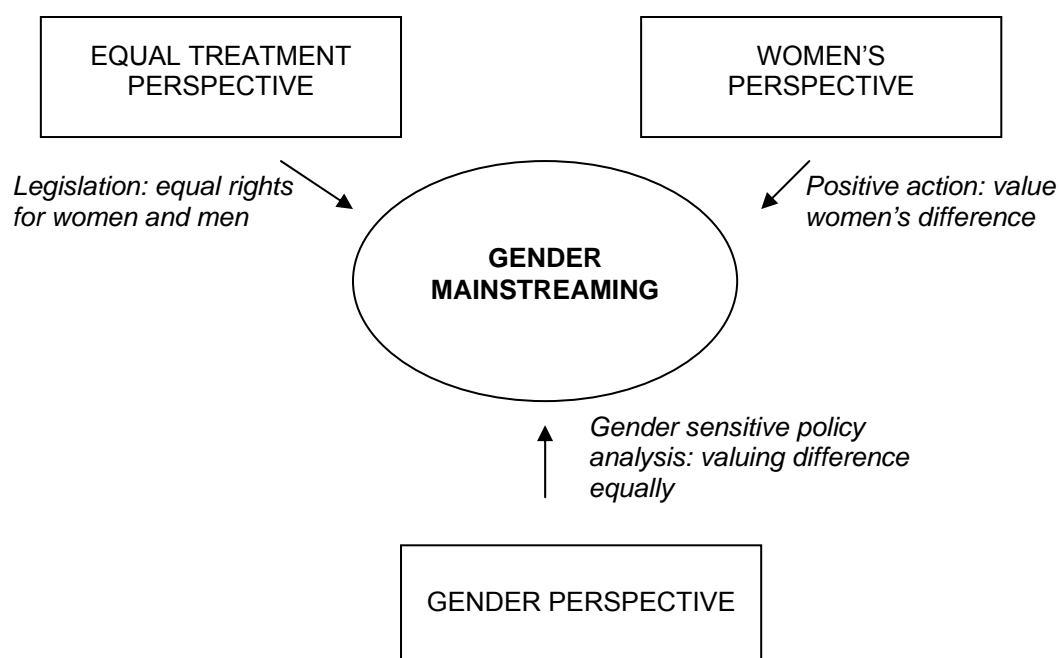 EQUAL TREATMENT
PERSPECTIVE
WOMEN’S
PERSPECTIVE
Legislation: equal rights
for women and men
Positive action: value
women’s difference
GENDER
MAINSTREAMING
Gender sensitive policy
analysis: valuing difference
equally
GENDER PERSPECTIVE